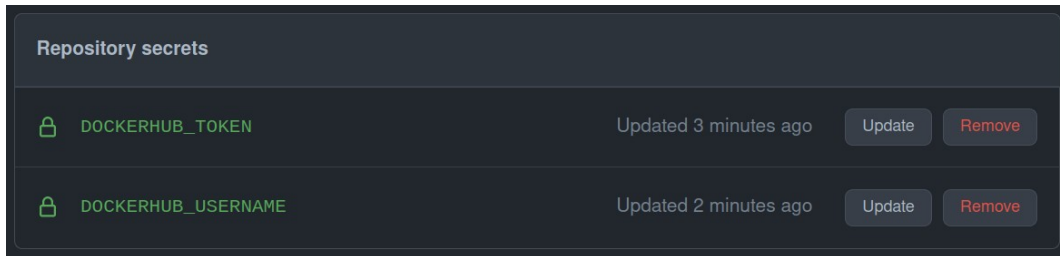 Repository secrets
DOCKERHUB_TOKEN Updated 3 minutes ago Update Remove
DOCKERHUB_USERNAME Updated 2 minutes ago Update Remove